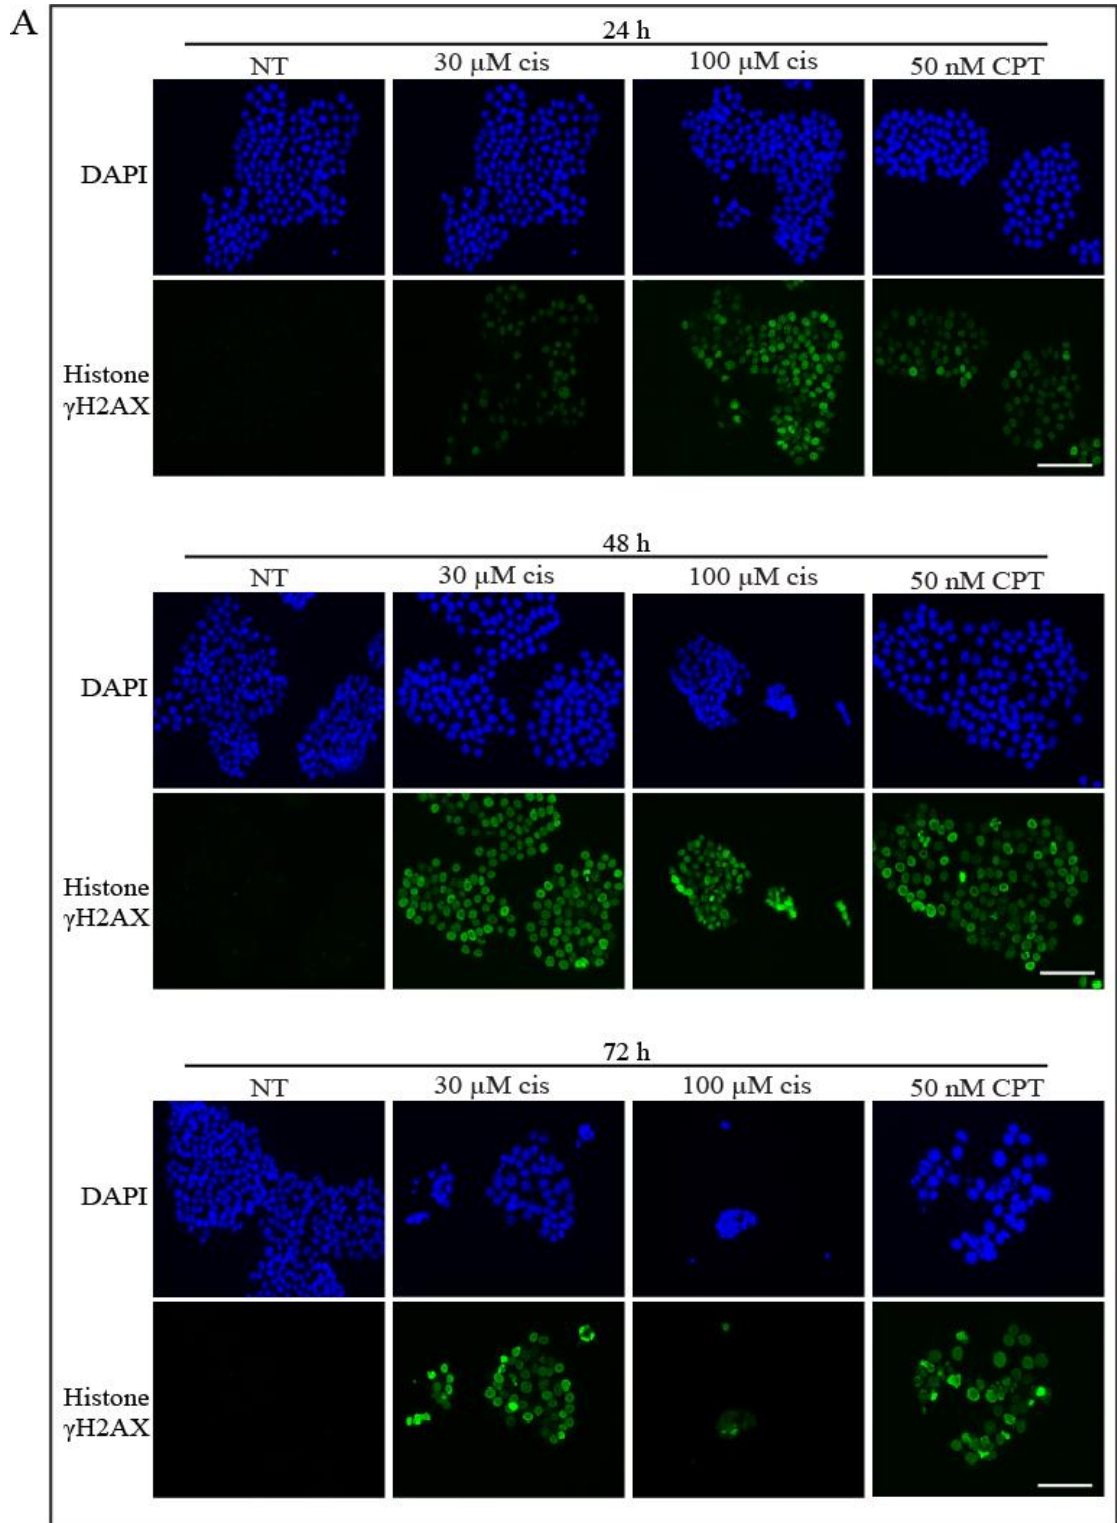 A
24 h
NT 30 μM cis 100 μM cis 50 nM CPT
DAPI
Histone
γH2AX
48 h
NT 30 μM cis 100 μM cis 50 nM CPT
DAPI
Histone
γH2AX
72 h
NT 30 μM cis 100 μM cis 50 nM CPT
DAPI
Histone
γH2AX